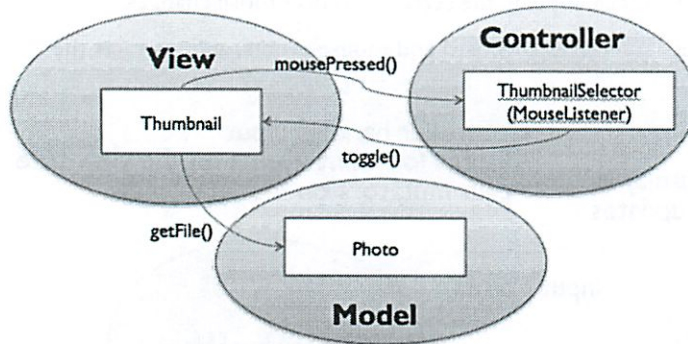 View
Controller
mousePressed()
Thumbnail
ThumbnailSelector
(MouseListener)
toggle()
getFile()
Photo
Model